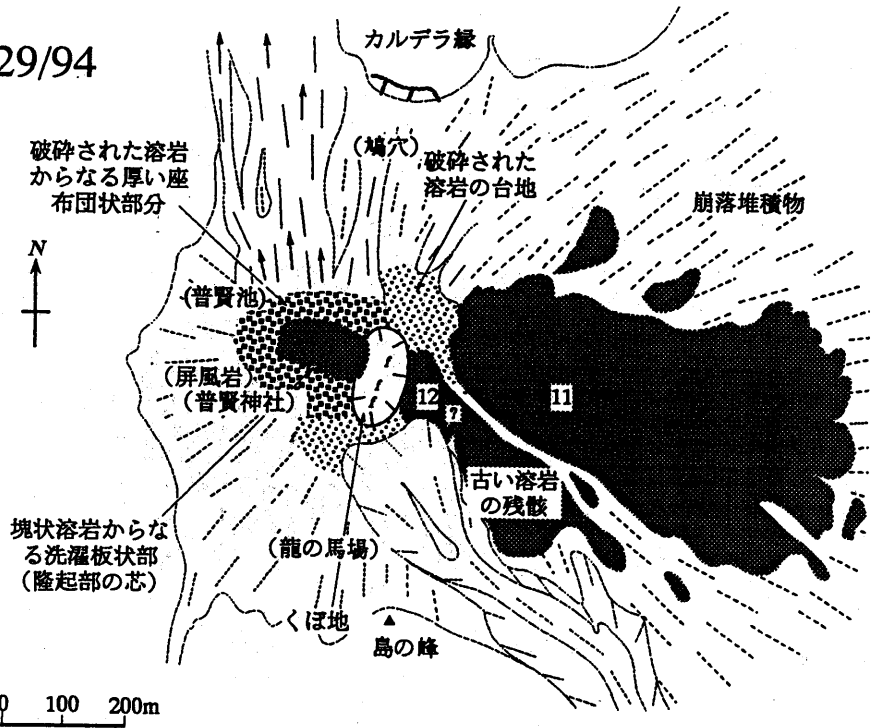 29/94
カルデラ縁
破砕された溶岩
からなる厚い座
布団状部分
(鳩穴)
破砕された
溶岩の台地
崩落堆積物
N
(普賢池)
(屏風岩)
(普賢神社)
12
?
11
古い溶岩
の残骸
塊状溶岩からな
る洗濯板状部
(隆起部の芯)
(龍の馬場)
くぼ地
▲
島の峰
0 100 200m